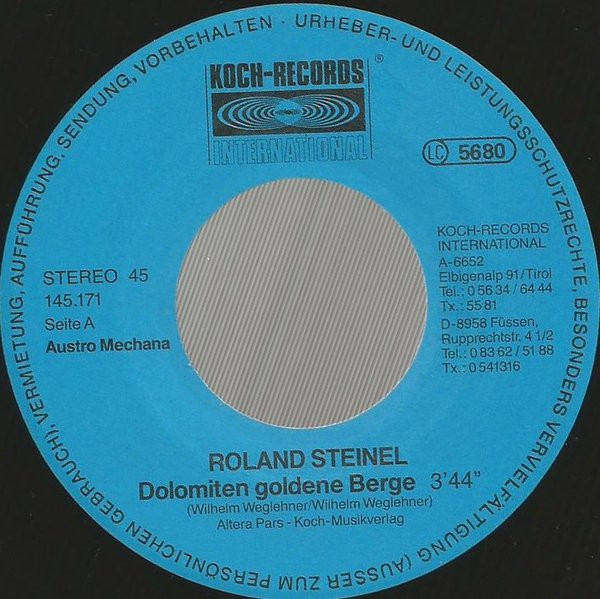 URHEBER- UND LEISTUNGSSCHUTZRECHTE, BESONDERS VERVIELFÄLTIGUNG (AUSSER ZUM PERSÖNLICHEN GEBRAUCH), VERMIETUNG, AUFFÜHRUNG, SENDUNG, VORBEHALTEN ·
KOCH-RECORDS ®
INTERNATIONAL
LC 5680
STEREO 45
145.171
Seite A
Austro Mechana
KOCH-RECORDS
INTERNATIONAL
A-6652
Elbigenalp 91/Tirol
Tel.: 0 56 34 / 64 44
Tx.: 55 81
D-8958 Füssen,
Rupprechtstr. 4 1/2
Tel.: 0 83 62 / 51 88
Tx.: 0 541316
ROLAND STEINEL
Dolomiten goldene Berge 3'44"
(Wilhelm Weglehner/Wilhelm Weglehner)
Altera Pars - Koch-Musikverlag